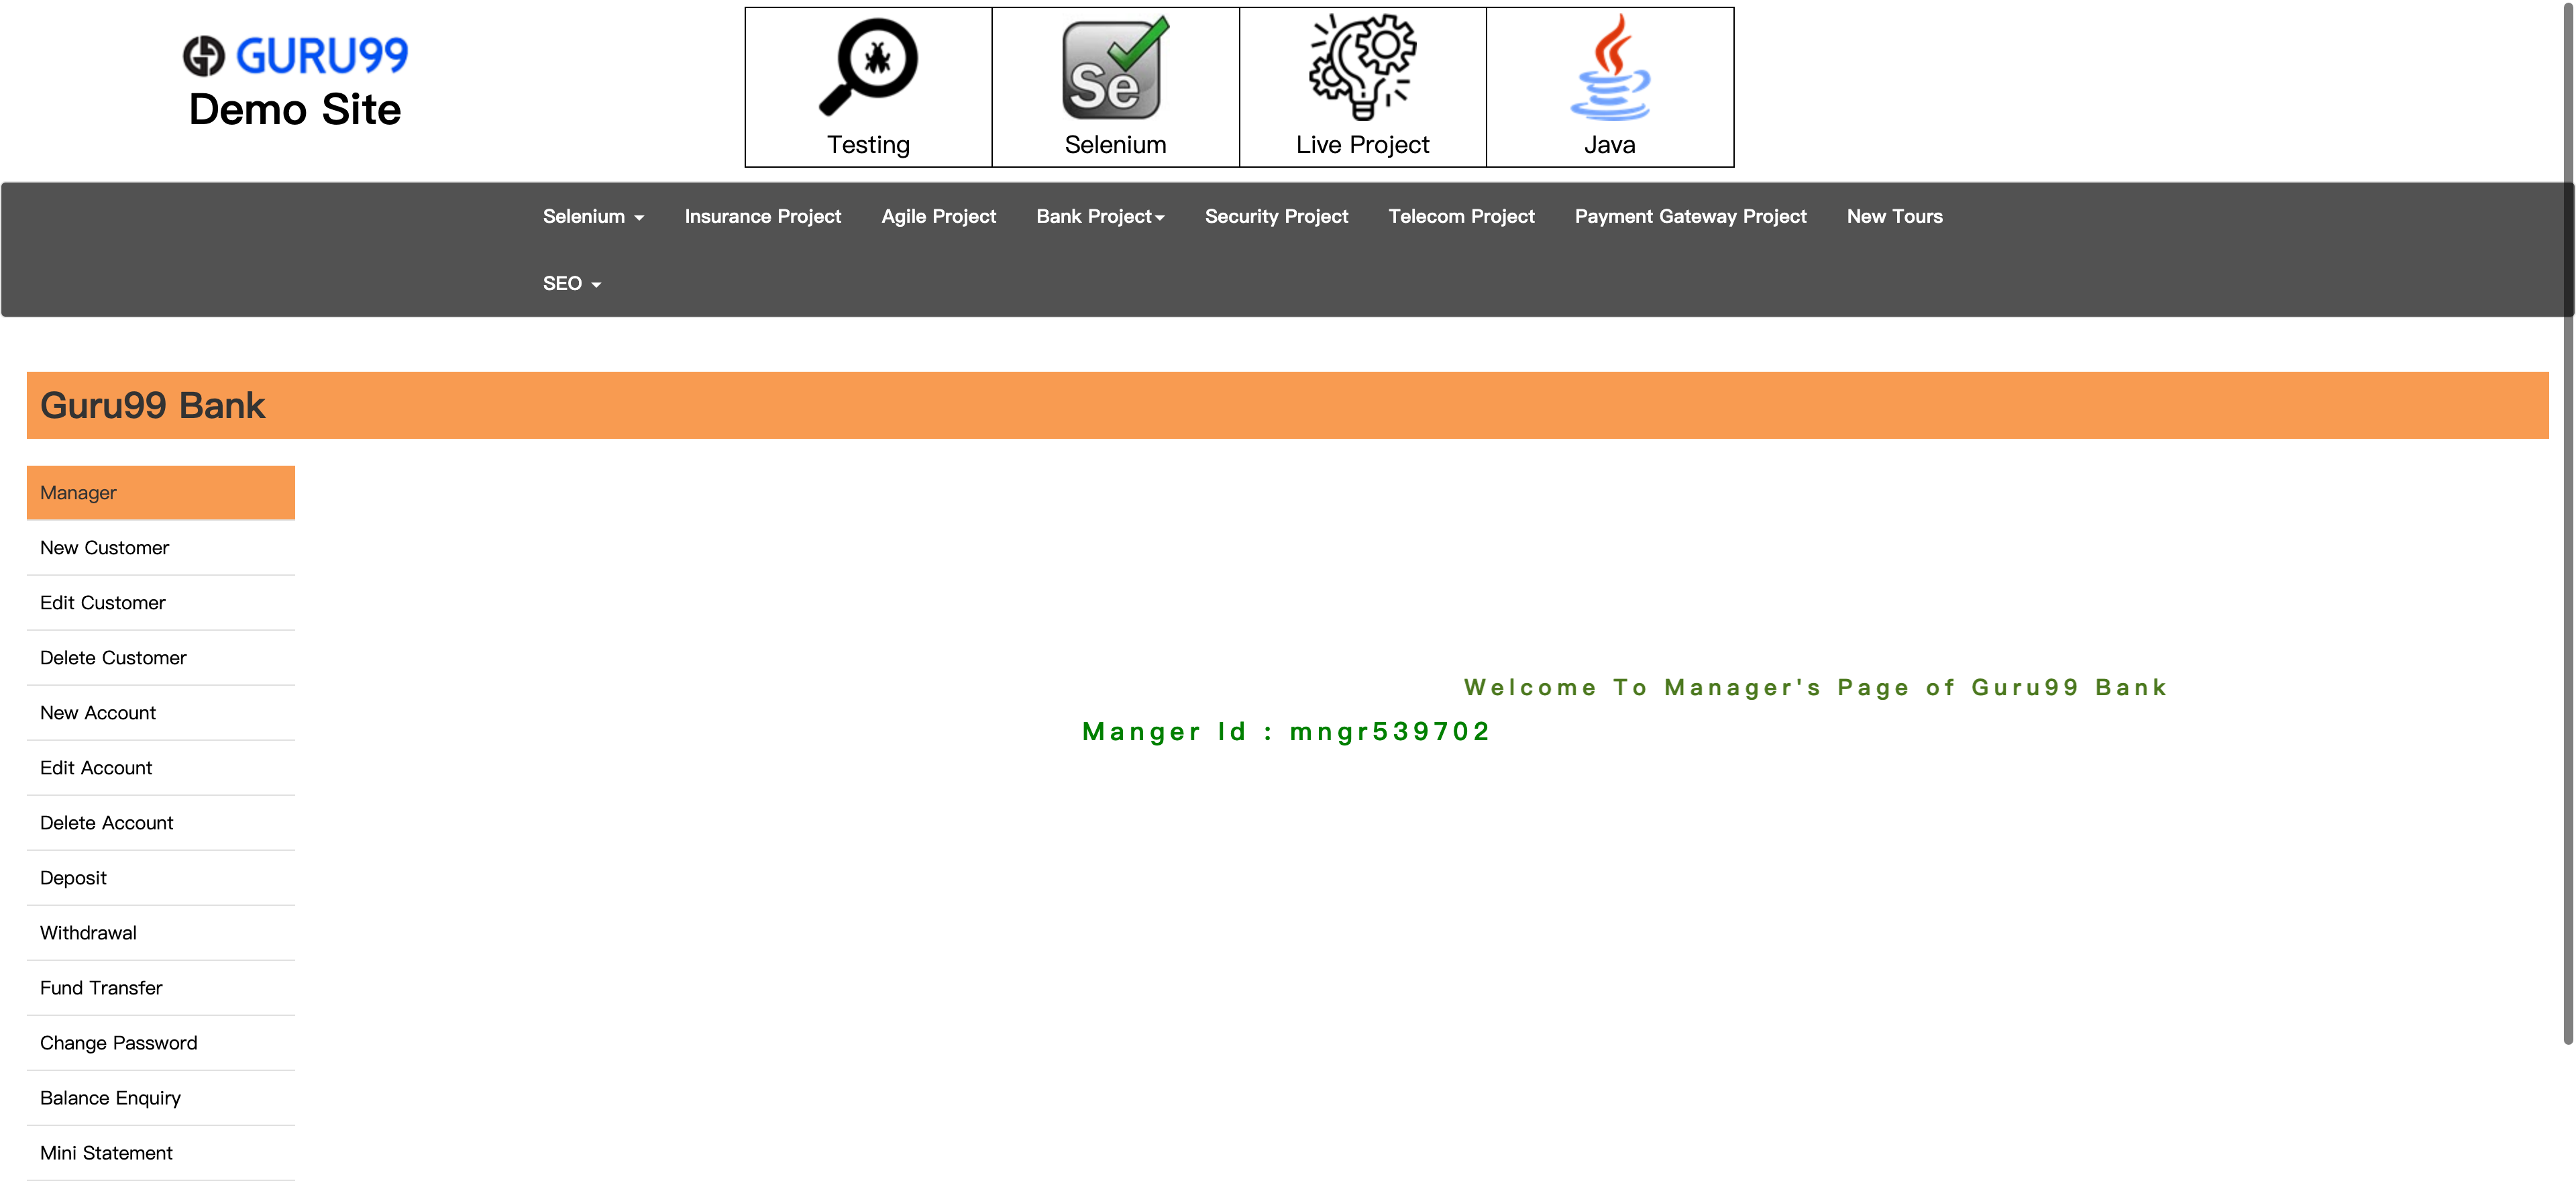 GURU99
Demo Site
Testing
Se
Selenium
Live Project
Java
Selenium
Insurance Project
Agile Project
Bank Project
Security Project
Telecom Project
Payment Gateway Project
New Tours
SEO
Guru99 Bank
Manager
New Customer
Edit Customer
Delete Customer
New Account
Edit Account
Delete Account
Deposit
Withdrawal
Fund Transfer
Change Password
Balance Enquiry
Mini Statement
Welcome To Manager's Page of Guru99 Bank
Manger Id : mngr539702